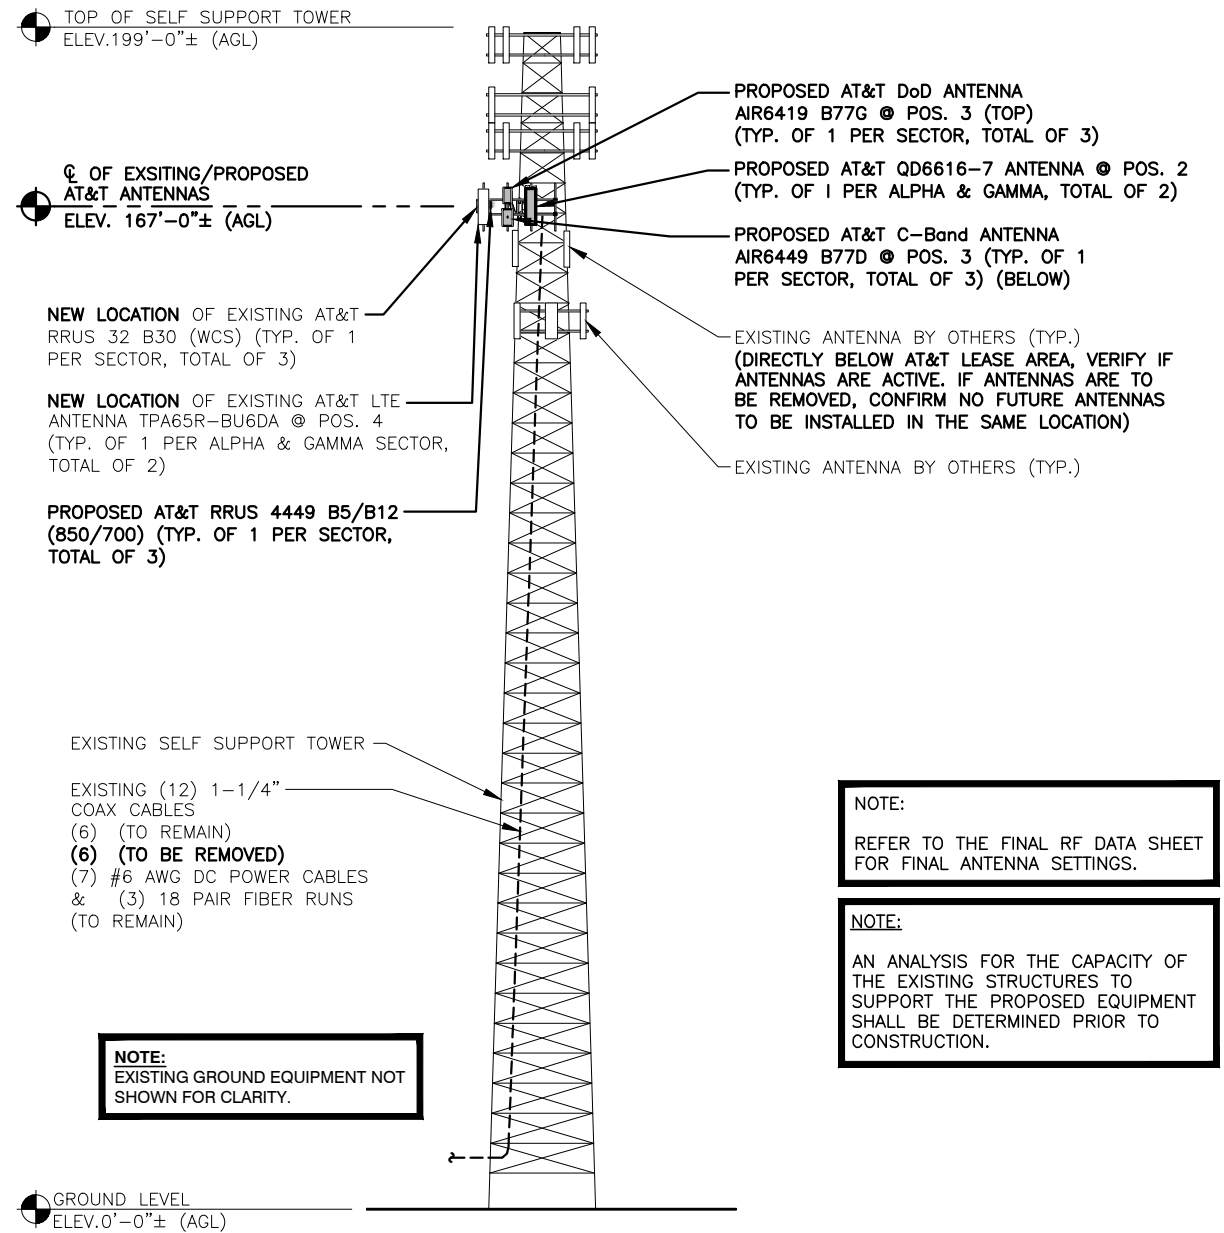 TOP OF SELF SUPPORT TOWER
ELEV.199'-0"± (AGL)
℄ OF EXSITING/PROPOSED
AT&T ANTENNAS
ELEV. 167'-0"± (AGL)
NEW LOCATION OF EXISTING AT&T
RRUS 32 B30 (WCS) (TYP. OF 1
PER SECTOR, TOTAL OF 3)
NEW LOCATION OF EXISTING AT&T LTE
ANTENNA TPA65R-BU6DA @ POS. 4
(TYP. OF 1 PER ALPHA & GAMMA SECTOR,
TOTAL OF 2)
PROPOSED AT&T RRUS 4449 B5/B12
(850/700) (TYP. OF 1 PER SECTOR,
TOTAL OF 3)
PROPOSED AT&T DoD ANTENNA
AIR6419 B77G @ POS. 3 (TOP)
(TYP. OF 1 PER SECTOR, TOTAL OF 3)
PROPOSED AT&T QD6616-7 ANTENNA @ POS. 2
(TYP. OF I PER ALPHA & GAMMA, TOTAL OF 2)
PROPOSED AT&T C-Band ANTENNA
AIR6449 B77D @ POS. 3 (TYP. OF 1
PER SECTOR, TOTAL OF 3) (BELOW)
EXISTING ANTENNA BY OTHERS (TYP.)
(DIRECTLY BELOW AT&T LEASE AREA, VERIFY IF
ANTENNAS ARE ACTIVE. IF ANTENNAS ARE TO
BE REMOVED, CONFIRM NO FUTURE ANTENNAS
TO BE INSTALLED IN THE SAME LOCATION)
EXISTING ANTENNA BY OTHERS (TYP.)
EXISTING SELF SUPPORT TOWER
EXISTING (12) 1-1/4"
COAX CABLES
(6) (TO REMAIN)
(6) (TO BE REMOVED)
(7) #6 AWG DC POWER CABLES
& (3) 18 PAIR FIBER RUNS
(TO REMAIN)
NOTE:
REFER TO THE FINAL RF DATA SHEET
FOR FINAL ANTENNA SETTINGS.
NOTE:
AN ANALYSIS FOR THE CAPACITY OF
THE EXISTING STRUCTURES TO
SUPPORT THE PROPOSED EQUIPMENT
SHALL BE DETERMINED PRIOR TO
CONSTRUCTION.
NOTE:
EXISTING GROUND EQUIPMENT NOT
SHOWN FOR CLARITY.
GROUND LEVEL
ELEV.0'-0"± (AGL)